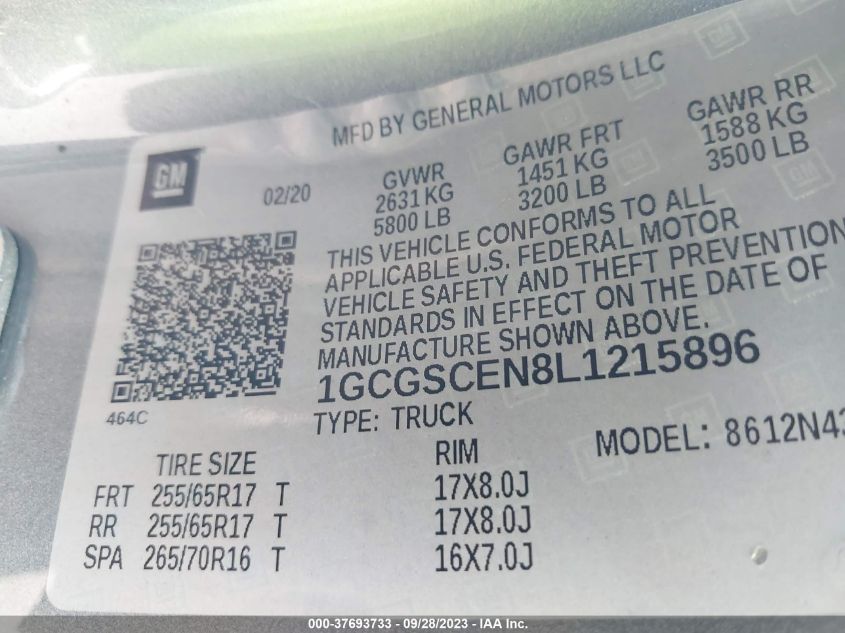 MFD BY GENERAL MOTORS LLC
GM
02/20
GVWR
2631 KG
5800 LB
GAWR FRT
1451 KG
3200 LB
GAWR RR
1588 KG
3500 LB
THIS VEHICLE CONFORMS TO ALL
APPLICABLE U.S. FEDERAL MOTOR
VEHICLE SAFETY AND THEFT PREVENTION
STANDARDS IN EFFECT ON THE DATE OF
MANUFACTURE SHOWN ABOVE.
1GCGSCEN8L1215896
464C
TYPE: TRUCK
MODEL: 8612N43
TIRE SIZE RIM
FRT 255/65R17 T 17X8.0J
RR 255/65R17 T 17X8.0J
SPA 265/70R16 T 16X7.0J
000-37693733 - 09/28/2023 - IAA Inc.